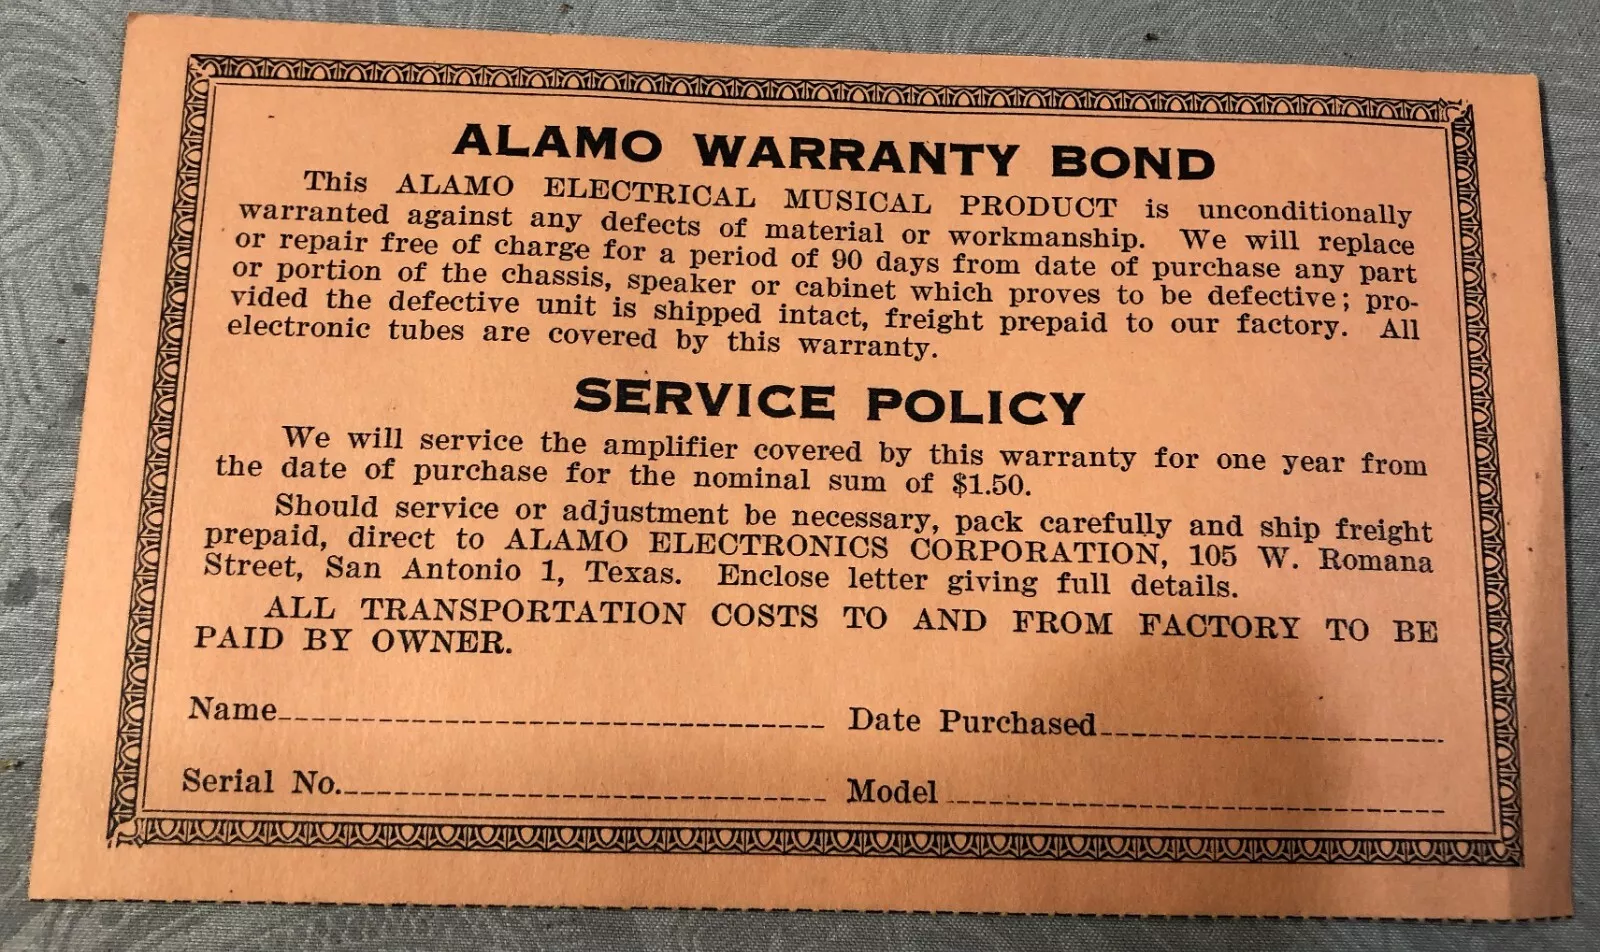 ALAMO WARRANTY BOND
This ALAMO ELECTRICAL MUSICAL PRODUCT is unconditionally
warranted against any defects of material or workmanship. We will replace
or repair free of charge for a period of 90 days from date of purchase any part
or portion of the chassis, speaker or cabinet which proves to be defective; pro-
vided the defective unit is shipped intact, freight prepaid to our factory. All
electronic tubes are covered by this warranty.
SERVICE POLICY
We will service the amplifier covered by this warranty for one year from
the date of purchase for the nominal sum of $1.50.
Should service or adjustment be necessary, pack carefully and ship freight
prepaid, direct to ALAMO ELECTRONICS CORPORATION, 105 W. Romana
Street, San Antonio 1, Texas. Enclose letter giving full details.
ALL TRANSPORTATION COSTS TO AND FROM FACTORY TO BE
PAID BY OWNER.
Name Date Purchased
Serial No. Model